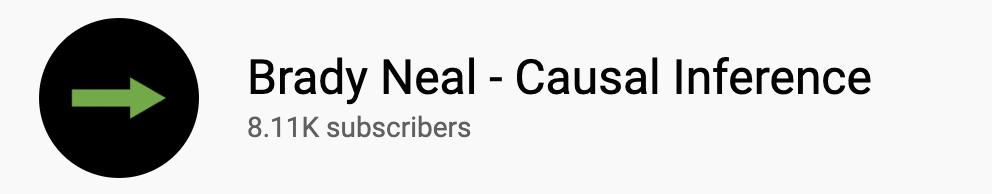 Brady Neal - Causal Inference
8.11K subscribers